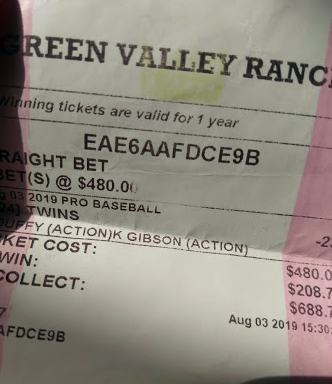 GREEN VALLEY RANC
Winning tickets are valid for 1 year
EAE6AAFDCE9B
RAIGHT BET
BET(S) @ $480.00
03 2019 PRO BASEBALL
TWINS
UFFY (ACTION)K GIBSON (ACTION)
KET COST: $480.0
WIN: $208.7
COLLECT: $688.7
Aug 03 2019 15:30:
AFDCE9B